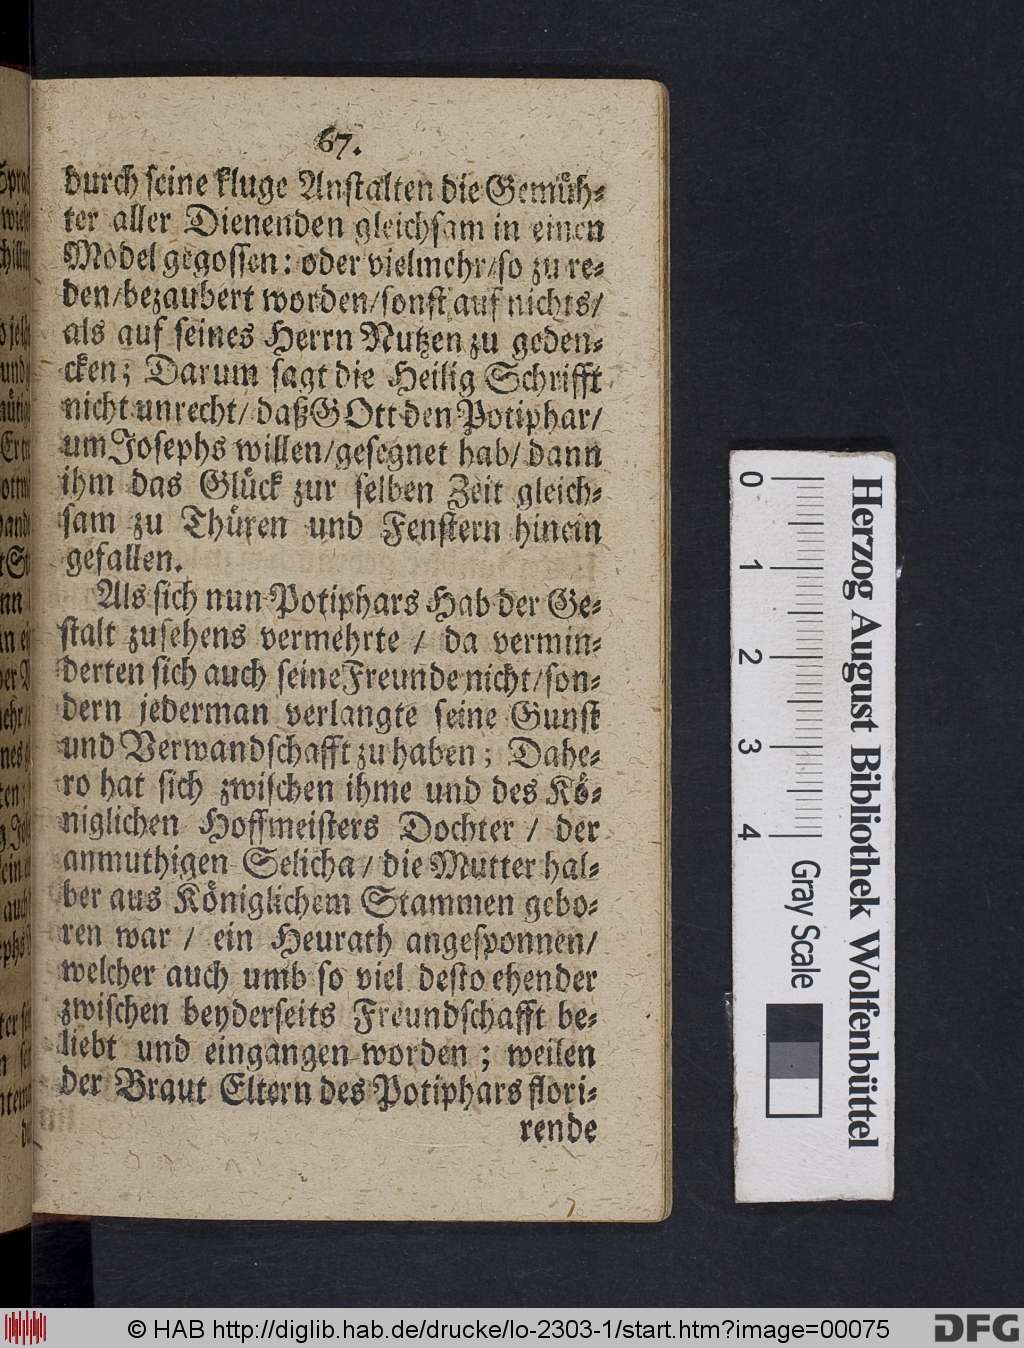 67.
durch seine kluge Anstalten die Gemüh-
ter aller Dienenden gleichsam in einen
Model gegossen: oder vielmehr/so zu re-
den/bezaubert worden/sonst auf nichts/
als auf seines Herrn Nutzen zu geden-
cken; Darum sagt die Heilig Schrifft
nicht unrecht/ daß GOtt den Potiphar/
um Josephs willen/gesegnet hab/ dann
ihm das Glück zur selben Zeit gleich-
sam zu Thüren und Fenstern hinein
gefallen.
Als sich nun Potiphars Hab der Ge-
stalt zusehens vermehrte / da vermin-
derten sich auch seine Freunde nicht/son-
dern jederman verlangte seine Gunst
und Verwandschafft zu haben; Dahe-
ro hat sich zwischen ihme und des Kö-
niglichen Hoffmeisters Dochter / der
anmuthigen Selicha / die Mutter hal-
ber aus Königlichem Stammen gebo-
ren war / ein Heurath angesponnen/
welcher auch umb so viel desto ehender
zwischen beyderseits Freundschafft be-
liebt und eingangen worden ; weilen
der Braut Eltern des Potiphars flori-
rende
0 1 2 3 4
Gray Scale
Herzog August Bibliothek Wolfenbüttel
© HAB http://diglib.hab.de/drucke/lo-2303-1/start.htm?image=00075
DFG